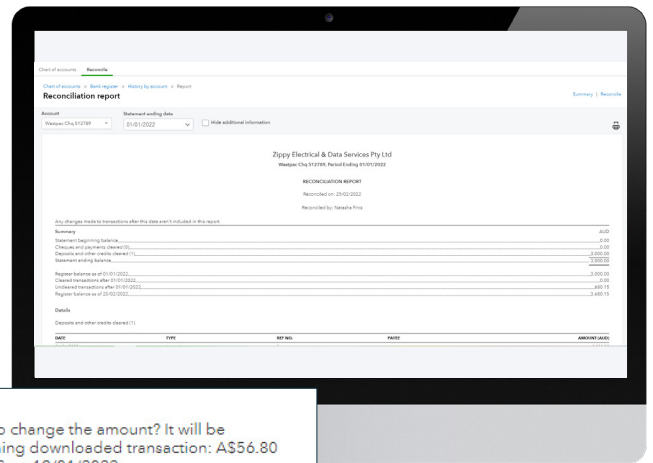 Chart of accounts Reconcile
Chart of accounts > Bank register > History by account > Report
Reconciliation report
Summary | Reconcile
Account Statement ending date
Westpac Chq 512789 01/01/2022 Hide additional information
Zippy Electrical & Data Services Pty Ltd
Westpac Chq 512789, Period Ending 01/01/2022
RECONCILIATION REPORT
Reconciled on: 25/02/2022
Reconciled by: Natasha
Any changes made to transactions after this date aren't included in this report.
Summary AUD
Statement beginning balance 0.00
Cheques and payments cleared (0) 0.00
Deposits and other credits cleared (1) 3,000.00
Statement ending balance 3,000.00
Register balance as of 01/01/2022 3,000.00
Cleared transactions after 01/01/2022 0.00
Uncleared transactions after 01/01/2022
Register balance as of 25/02/2022
Details
Deposits and other credits cleared (1)
DATE TYPE REF NO. PAYEE AMOUNT (AUD)
o change the amount? It will be
ing downloaded transaction: A$56.80